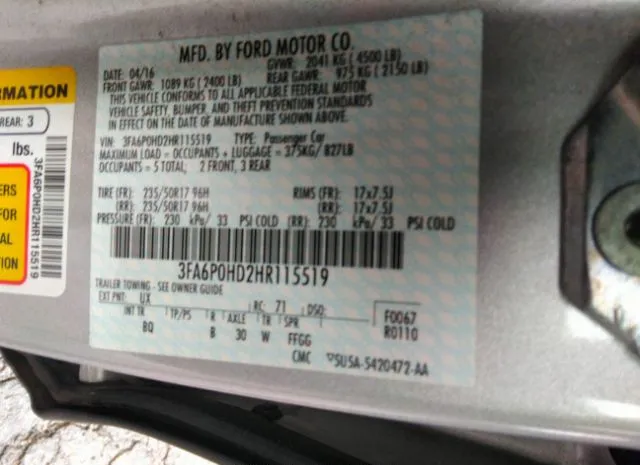 MFD. BY FORD MOTOR CO.
DATE: 04/16 GVWR: 2041 KG (4500 LB)
FRONT GAWR: 1089 KG (2400 LB) REAR GAWR: 975 KG (2150 LB)
THIS VEHICLE CONFORMS TO ALL APPLICABLE FEDERAL MOTOR
VEHICLE SAFETY, BUMPER, AND THEFT PREVENTION STANDARDS
IN EFFECT ON THE DATE OF MANUFACTURE SHOWN ABOVE.
VIN: 3FA6P0HD2HR115519 TYPE: Passenger Car
MAXIMUM LOAD = OCCUPANTS + LUGGAGE = 375KG/ 827LB
OCCUPANTS = 5 TOTAL; 2 FRONT, 3 REAR
TIRE (FR): 235/50R17 96H RIMS (FR): 17x7.5J
(RR): 235/50R17 96H (RR): 17x7.5J
PRESSURE (FR): 230 kPa/ 33 PSI COLD (RR): 230 kPa/ 33 PSI COLD
3FA6P0HD2HR115519
TRAILER TOWING - SEE OWNER GUIDE
EXT PNT: UX RC: 71 DSO:
INT TR TP/PS R AXLE TR SPR F0067
BQ B 30 W FFGG R0110
CMC 5U5A-5420472-AA
ORMATION
REAR: 3
lbs.
ERS
FOR
AL
TION
3FA6P0HD2HR115519